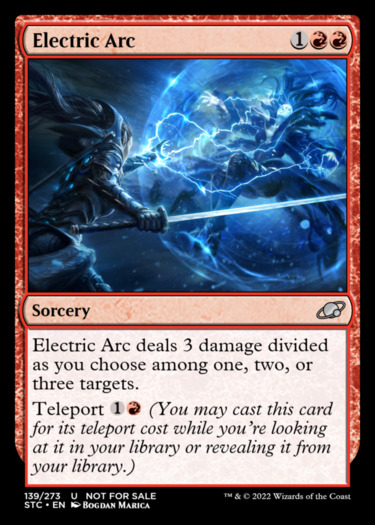 Electric Arc 1
Sorcery
Electric Arc deals 3 damage divided
as you choose among one, two, or
three targets.
Teleport 1 (You may cast this card
for its teleport cost while you're looking
at it in your library or revealing it from
your library.)
139/273 U NOT FOR SALE
STC • EN BOGDAN MARICA
™ & © 2022 Wizards of the Coast